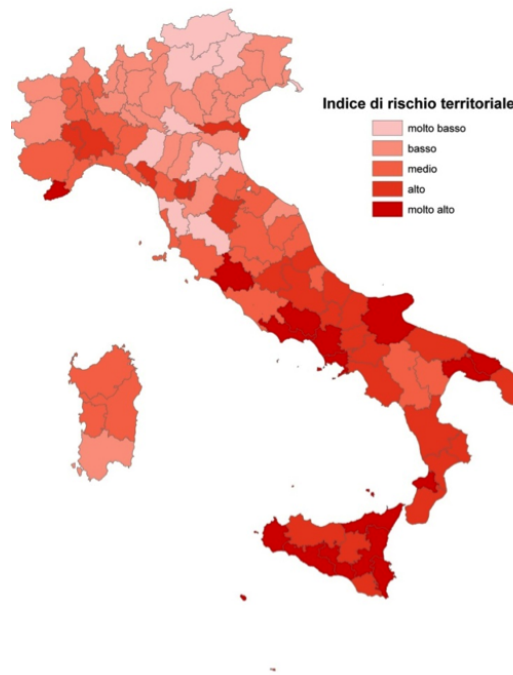 Indice di rischio territoriale
molto basso
basso
medio
alto
molto alto